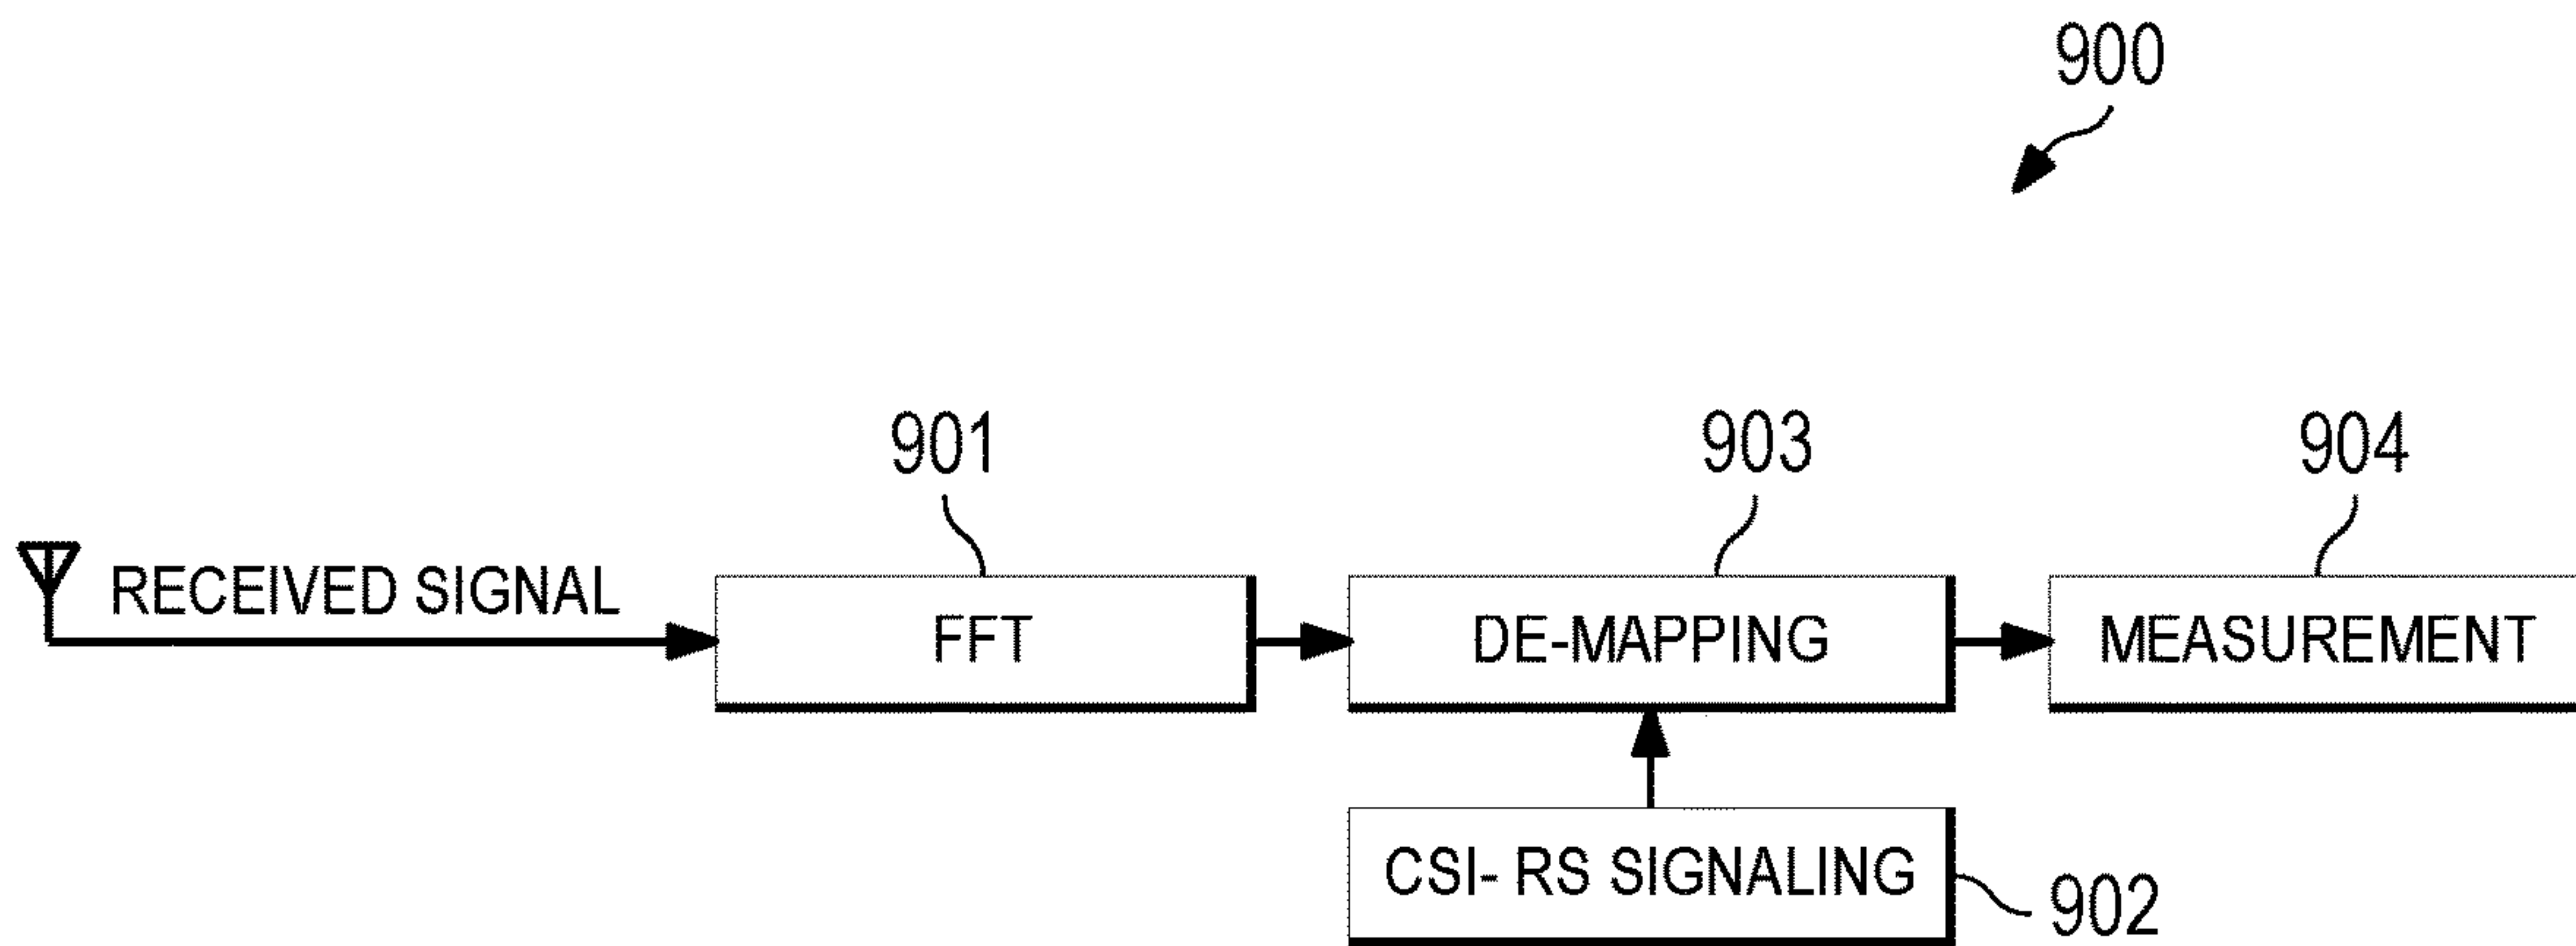 900
901
903
904
RECEIVED SIGNAL
FFT
DE-MAPPING
MEASUREMENT
CSI- RS SIGNALING
902